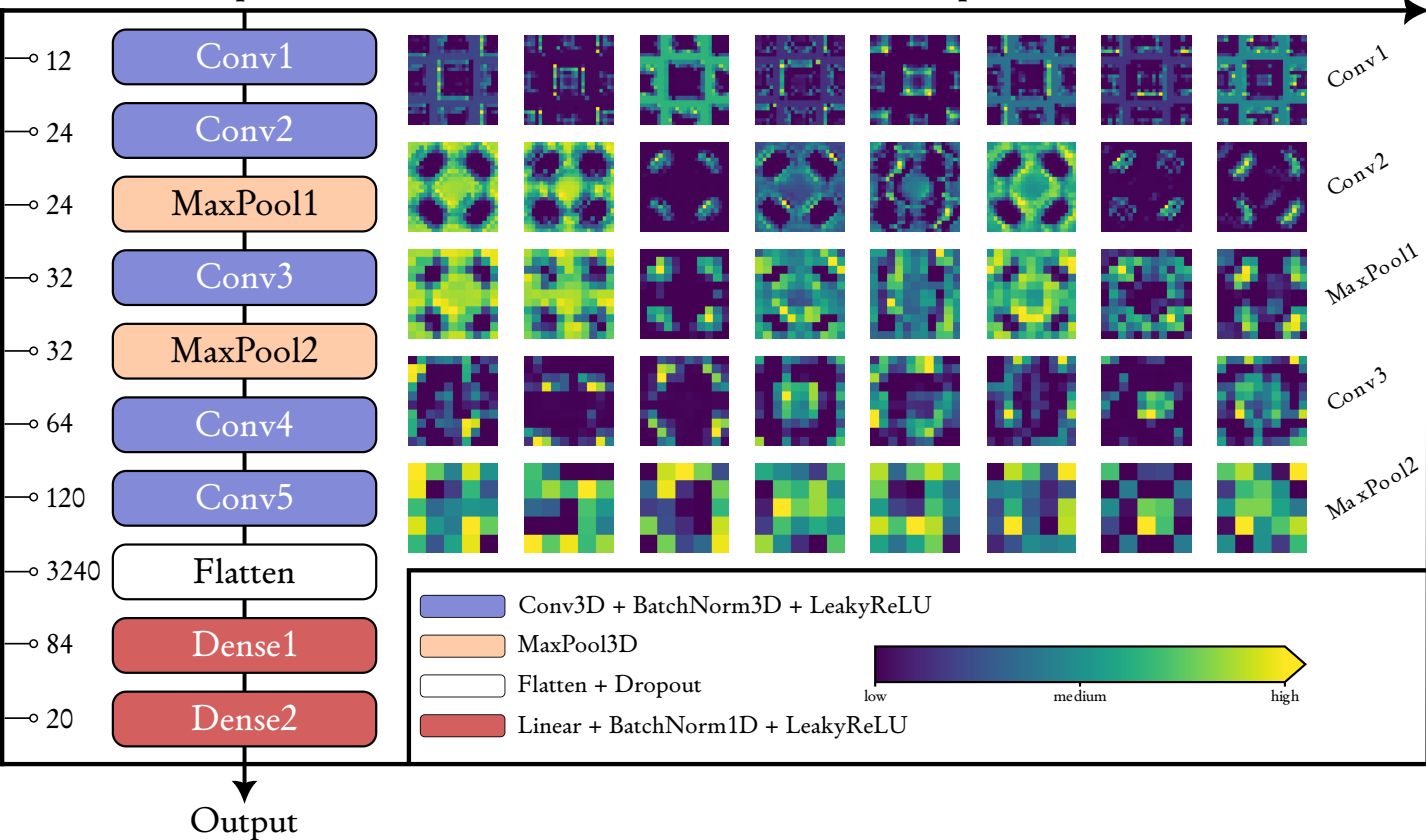 12
Conv1
24
Conv2
24
MaxPool1
32
Conv3
32
MaxPool2
64
Conv4
120
Conv5
3240
Flatten
84
Dense1
20
Dense2
Output
Conv1
Conv2
MaxPool1
Conv3
MaxPool2
Conv3D + BatchNorm3D + LeakyReLU
MaxPool3D
Flatten + Dropout
Linear + BatchNorm1D + LeakyReLU
low
medium
high